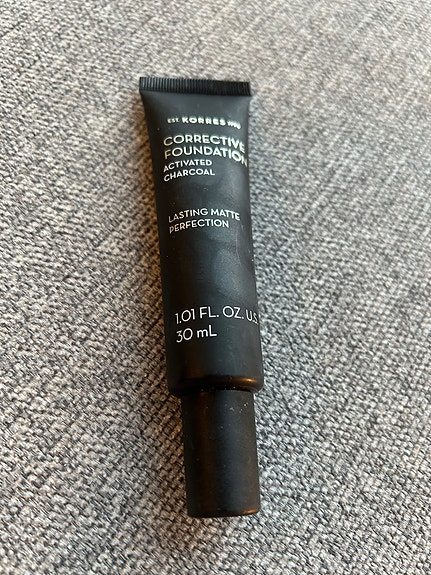 EST. KORRES 1996
CORRECTIVE
FOUNDATION
ACTIVATED
CHARCOAL
LASTING MATTE
PERFECTION
1.01 FL. OZ. U.S.
30 mL